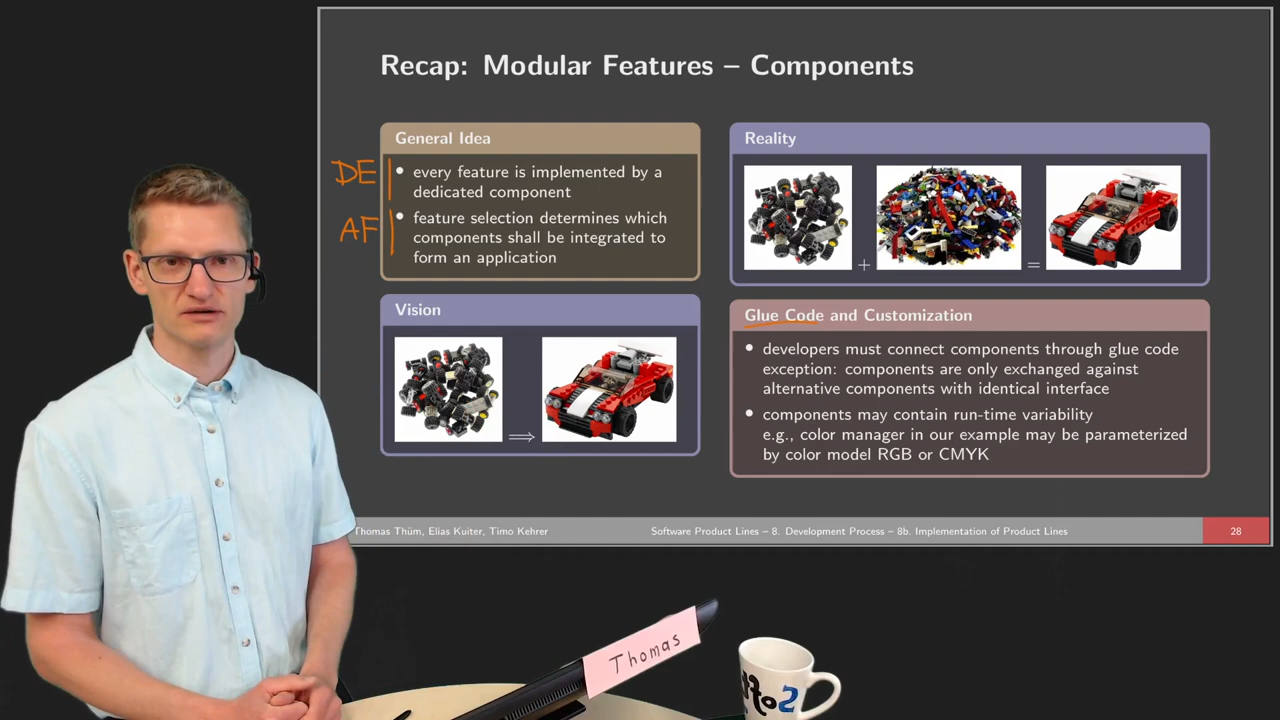 Recap: Modular Features – Components
General Idea
DE
• every feature is implemented by a
dedicated component
AF
• feature selection determines which
components shall be integrated to
form an application
Vision
⟹
Reality
+
=
Glue Code and Customization
• developers must connect components through glue code
exception: components are only exchanged against
alternative components with identical interface
• components may contain run-time variability
e.g., color manager in our example may be parameterized
by color model RGB or CMYK
Thomas Thüm, Elias Kuiter, Timo Kehrer
Software Product Lines – 8. Development Process – 8b. Implementation of Product Lines
28
Thomas